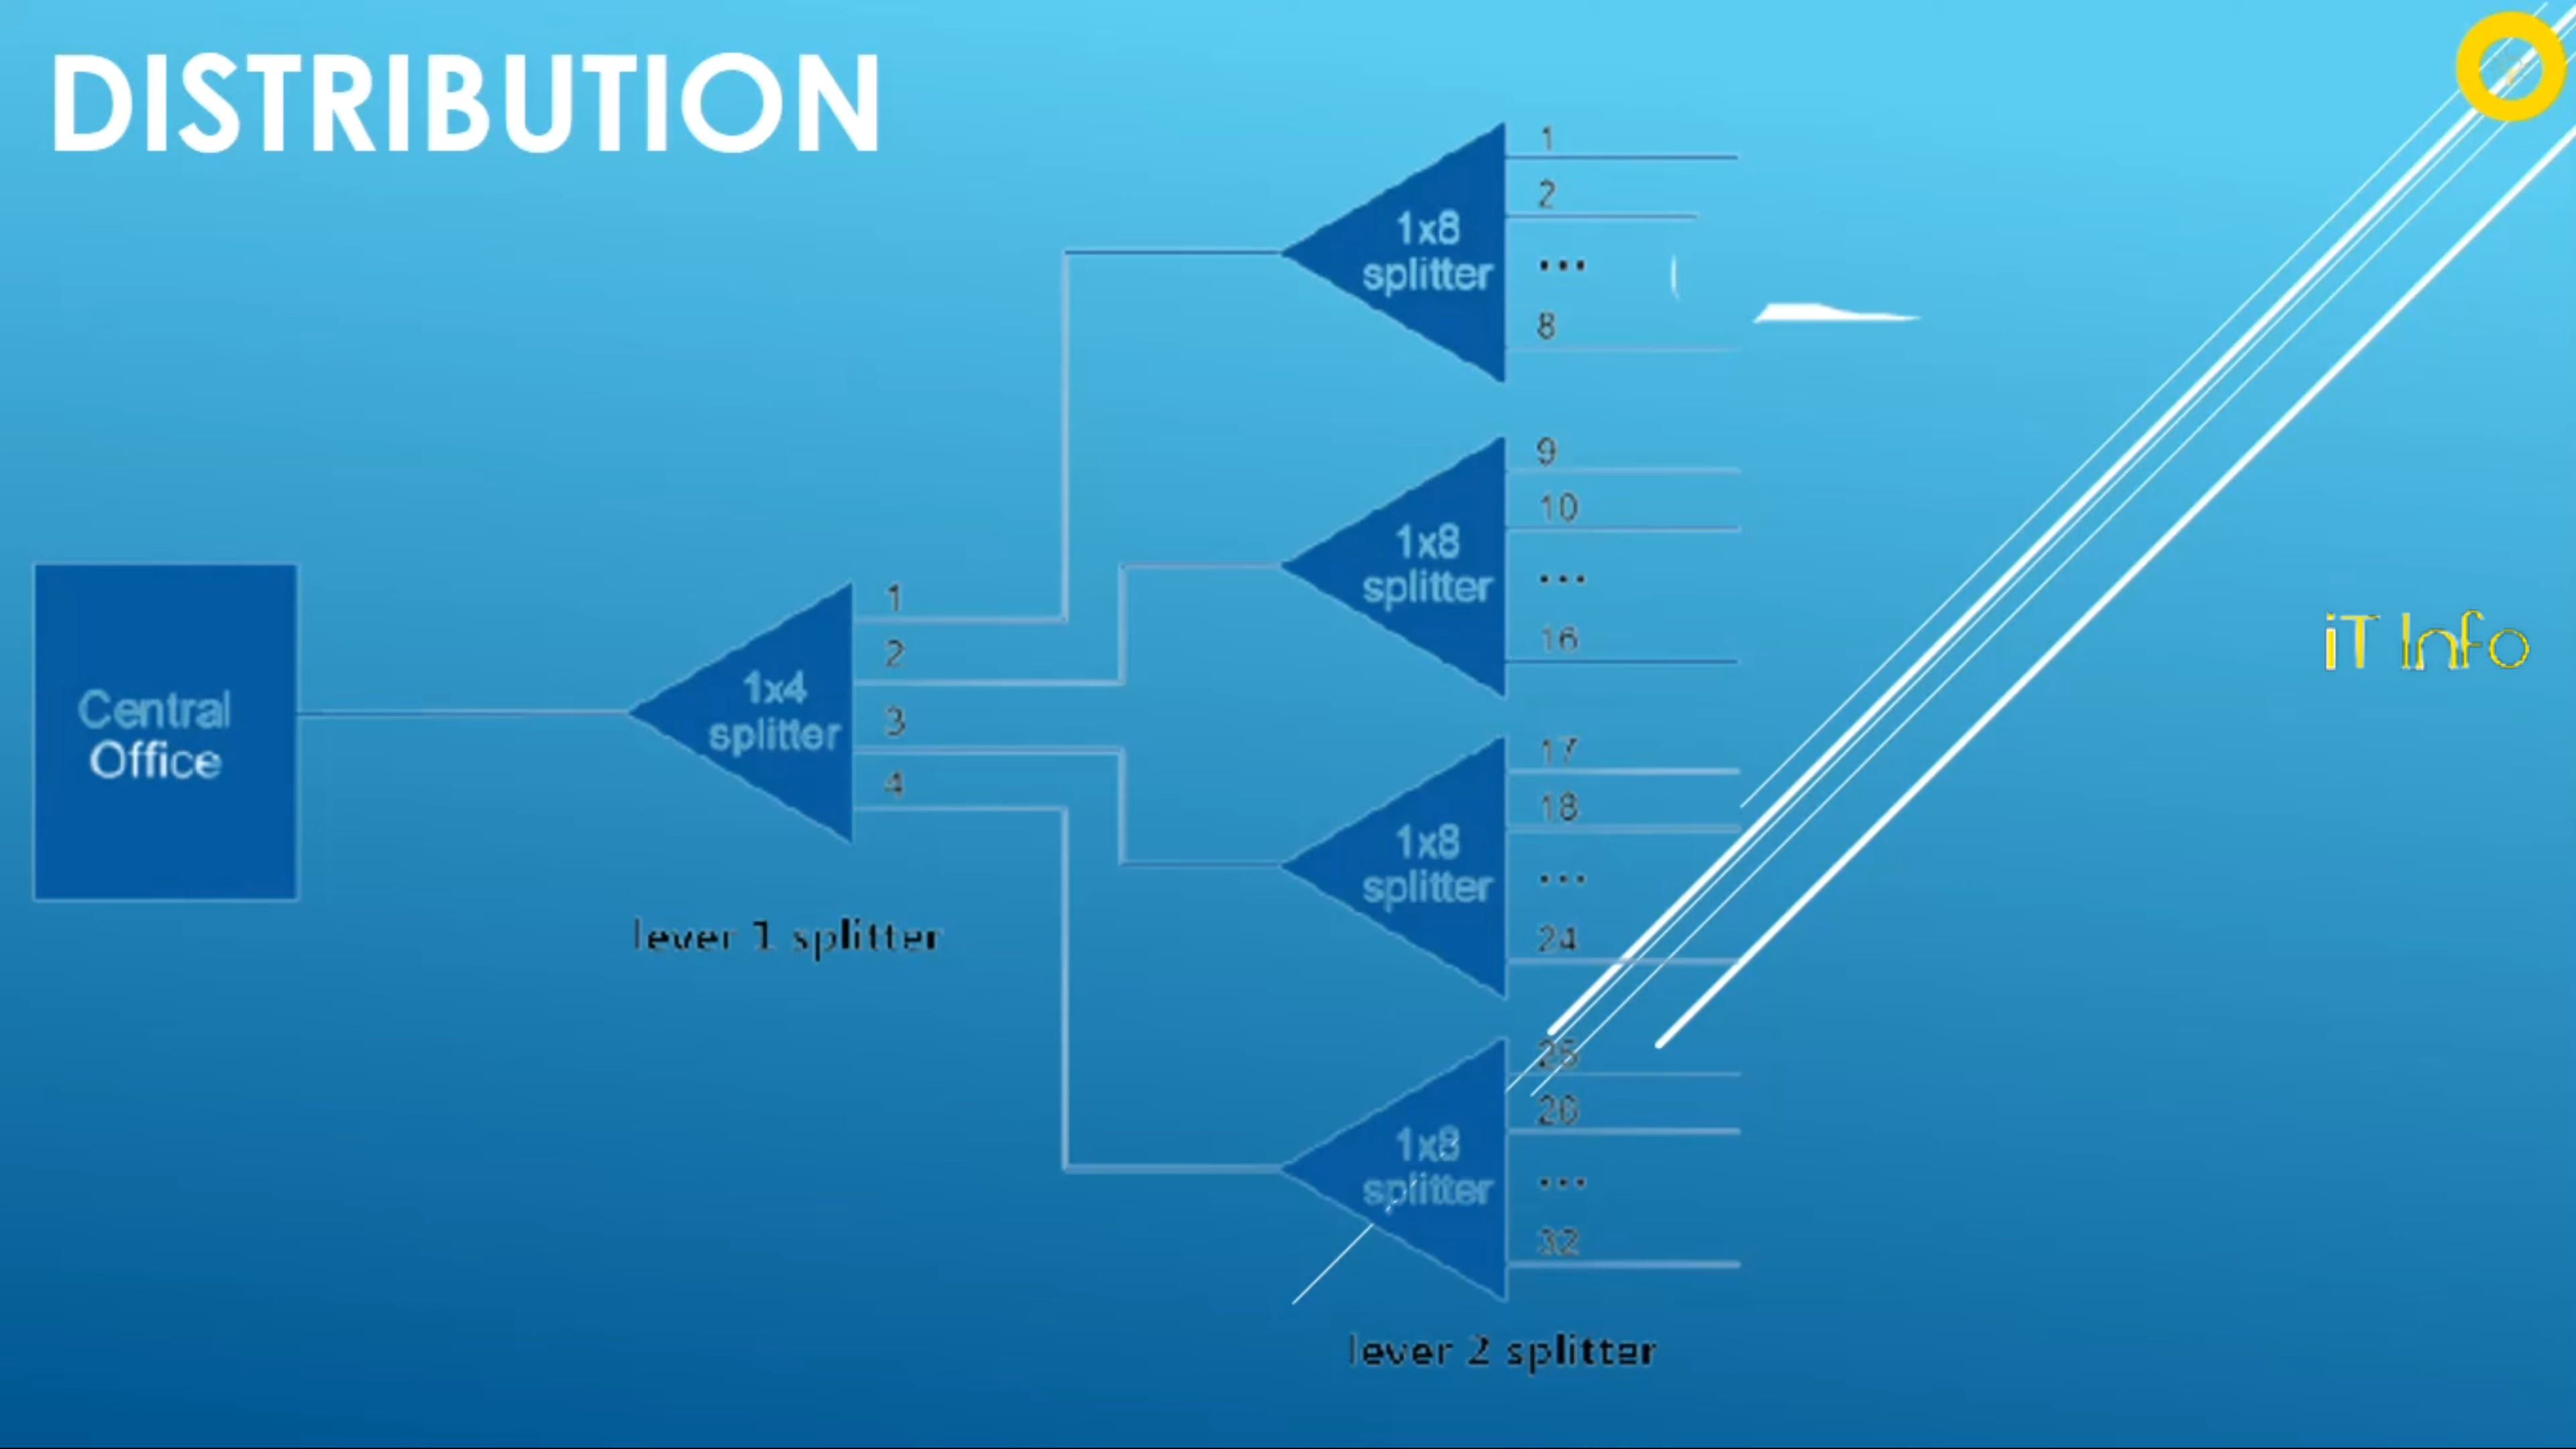 DISTRIBUTION
1
2
1x8
splitter
...
8
9
10
1x8
splitter
...
16
1
2
1x4
splitter
3
4
Central
Office
iT Info
17
18
1x8
splitter
...
24
lever 1 splitter
25
26
1x8
splitter
...
32
lever 2 splitter